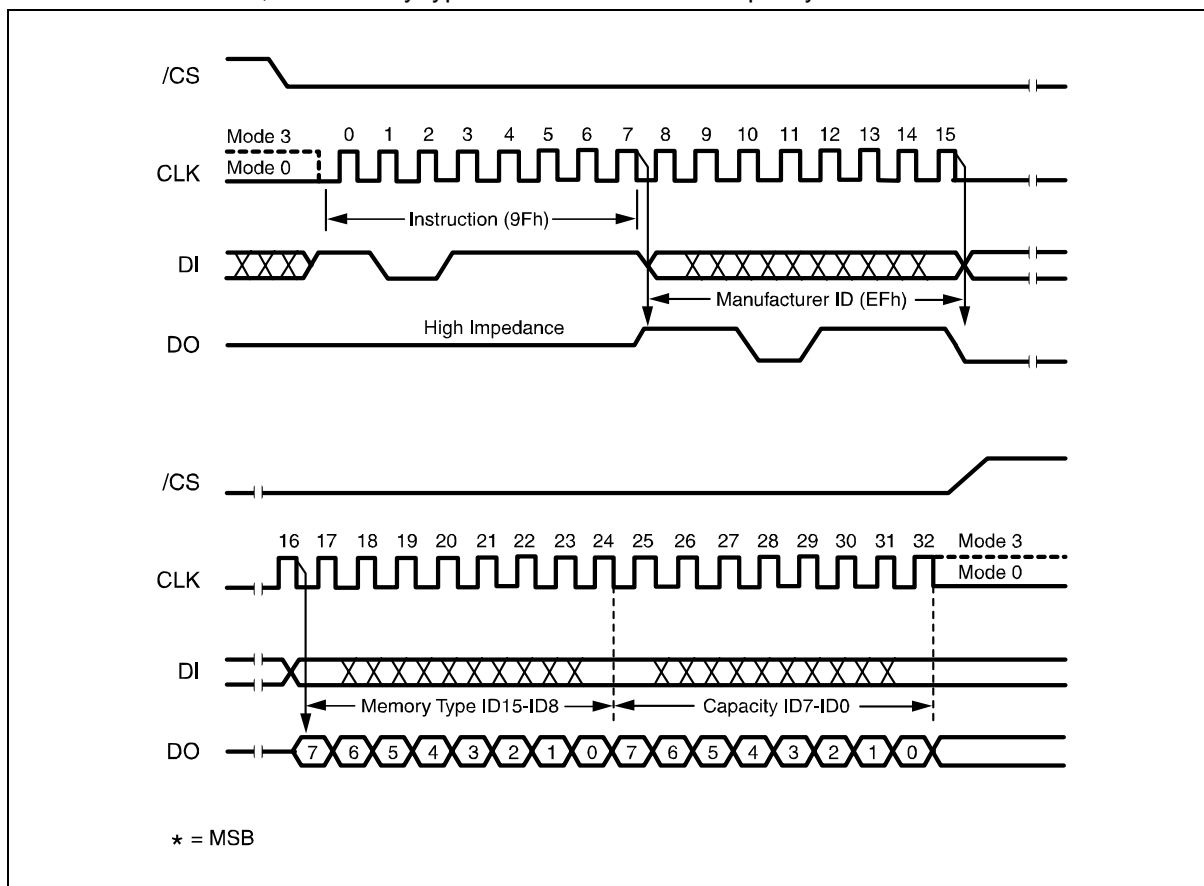 /CS
Mode 3
0 1 2 3 4 5 6 7 8 9 10 11 12 13 14 15
CLK
Mode 0
Instruction (9Fh)
DI
Manufacturer ID (EFh)
High Impedance
DO
/CS
16 17 18 19 20 21 22 23 24 25 26 27 28 29 30 31 32
Mode 3
CLK
Mode 0
DI
Memory Type ID15-ID8
Capacity ID7-ID0
DO
7 6 5 4 3 2 1 0 7 6 5 4 3 2 1 0
* = MSB